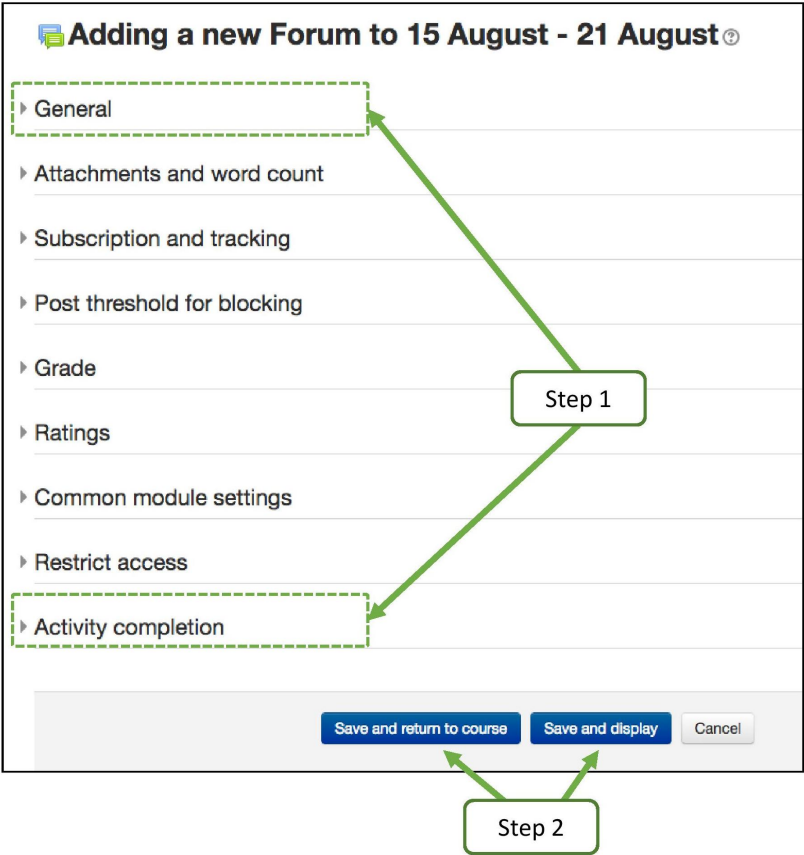 Adding a new Forum to 15 August - 21 August
General
Attachments and word count
Subscription and tracking
Post threshold for blocking
Grade
Step 1
Ratings
Common module settings
Restrict access
Activity completion
Save and return to course Save and display Cancel
Step 2